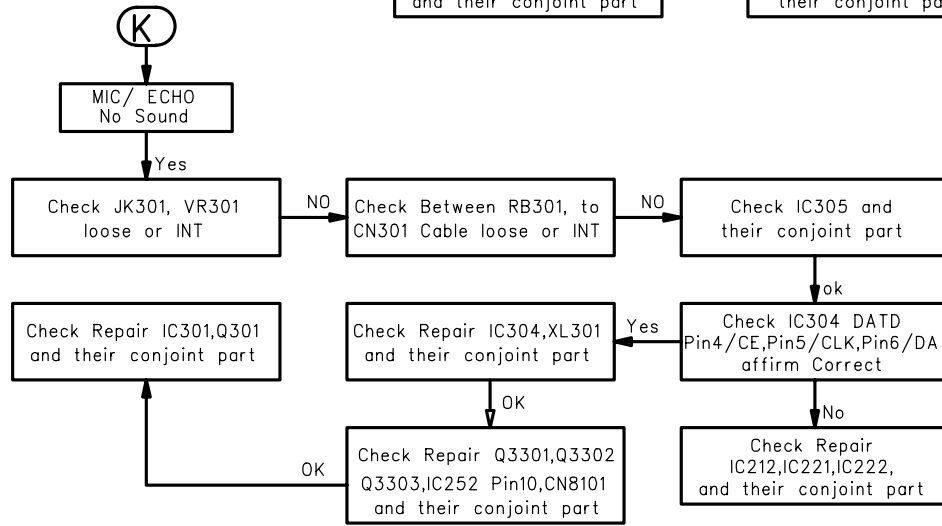 and their conjoint part
their conjoint pa
K
MIC/ ECHO
No Sound
Yes
Check JK301, VR301
loose or INT
NO
Check Between RB301, to
CN301 Cable loose or INT
NO
Check IC305 and
their conjoint part
ok
Check IC304 DATD
Pin4/CE,Pin5/CLK,Pin6/DA
affirm Correct
Yes
Check Repair IC304,XL301
and their conjoint part
Check Repair IC301,Q301
and their conjoint part
OK
No
Check Repair Q3301,Q3302
Q3303,IC252 Pin10,CN8101
and their conjoint part
OK
Check Repair
IC212,IC221,IC222,
and their conjoint part